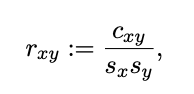 r_{xy} := \frac{c_{xy}}{s_x s_y},